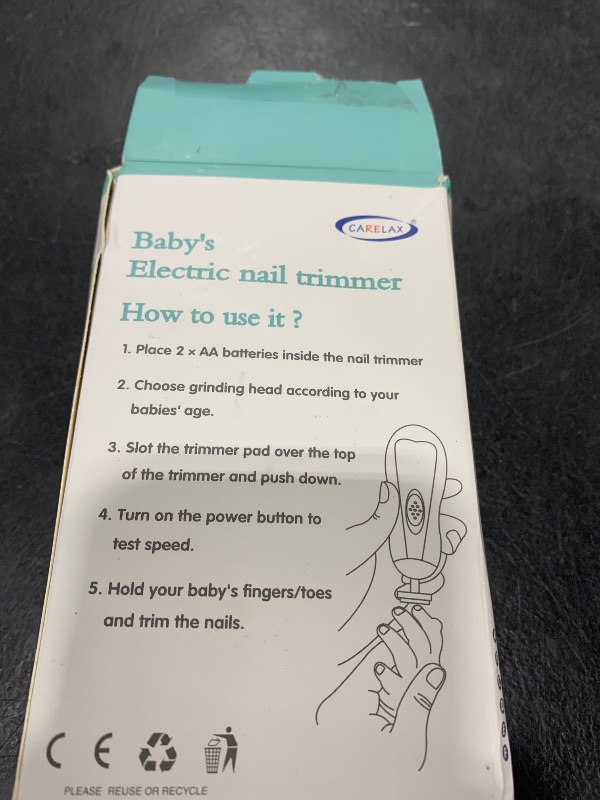 CARELAX®
Baby's
Electric nail trimmer
How to use it ?
1. Place 2 × AA batteries inside the nail trimmer
2. Choose grinding head according to your
babies' age.
3. Slot the trimmer pad over the top
of the trimmer and push down.
4. Turn on the power button to
test speed.
5. Hold your baby's fingers/toes
and trim the nails.
CE
PLEASE REUSE OR RECYCLE